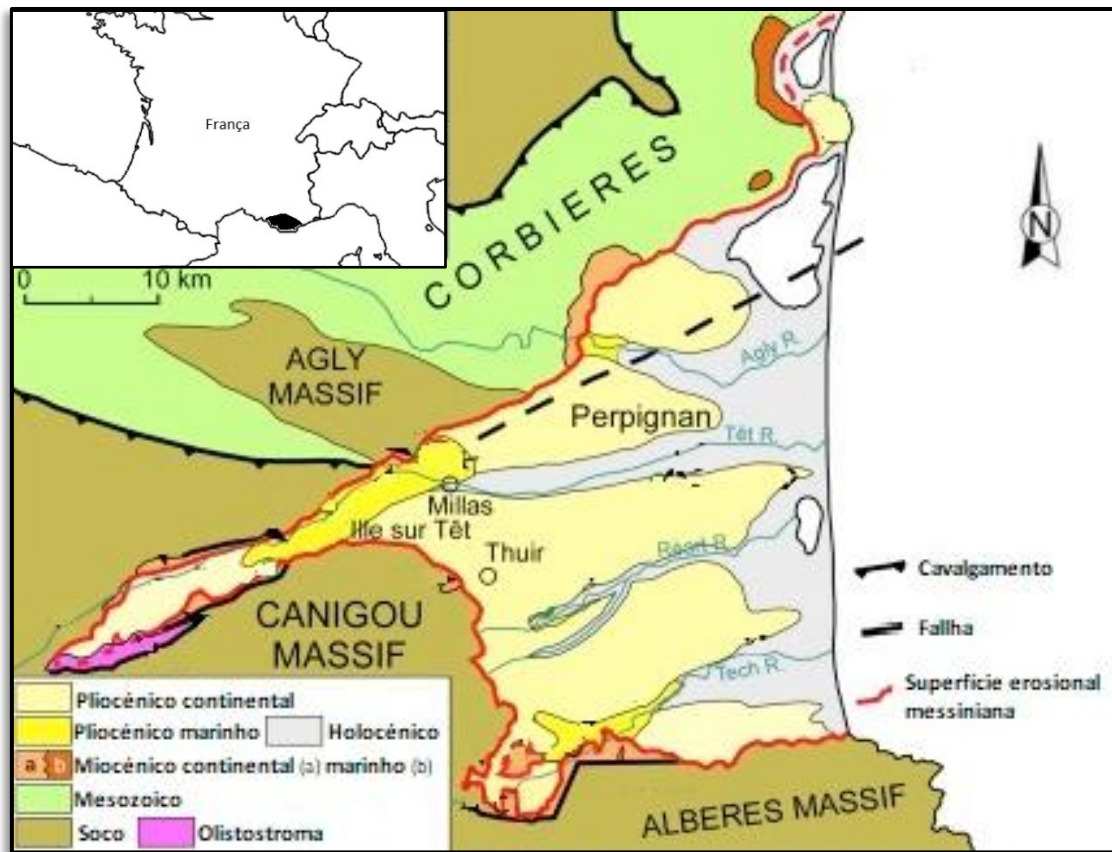 França
0 10 km
CORBIERES
AGLY
MASSIF
Agly R.
Perpignan
Têt R.
Millas
Ille sur Têt
Thuir
Réart R.
CANIGOU
MASSIF
Tech R.
ALBERES MASSIF
N
Cavalgamento
Fallha
Superfície erosional
messiniana
Pliocénico continental
Pliocénico marinho
Holocénico
a b Miocénico continental (a) marinho (b)
Mesozoico
Soco
Olistostroma